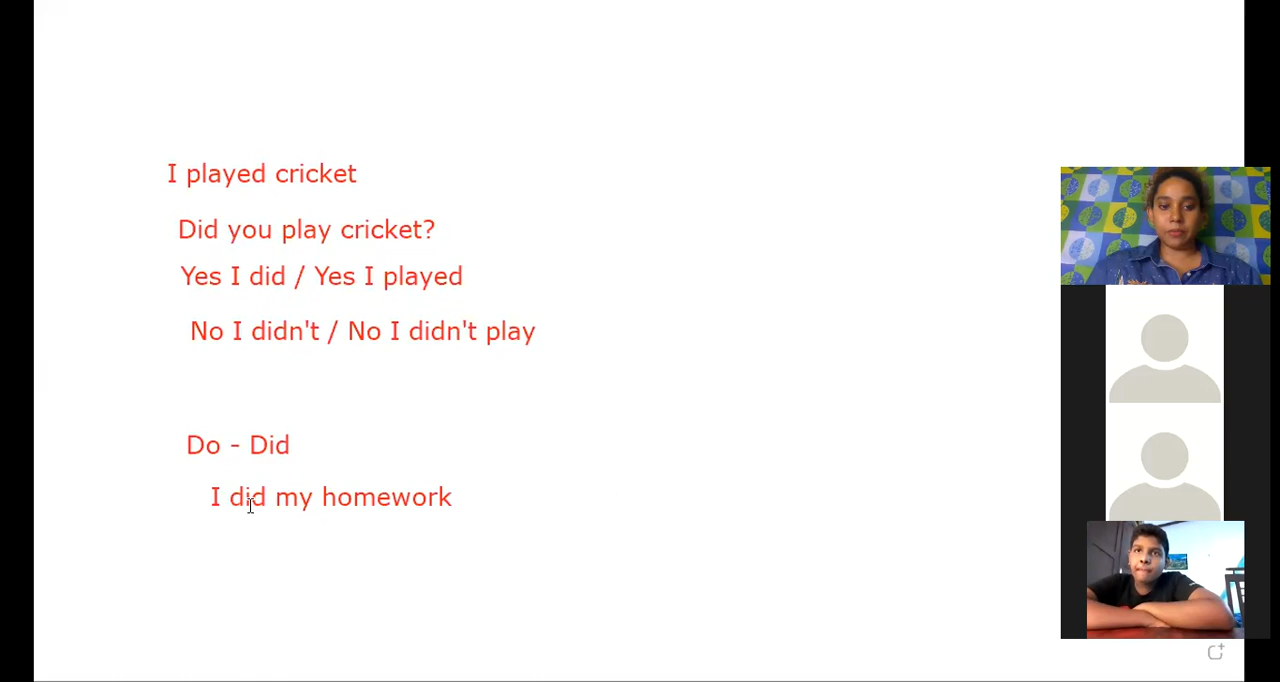 I played cricket
Did you play cricket?
Yes I did / Yes I played
No I didn't / No I didn't play
Do - Did
I did my homework